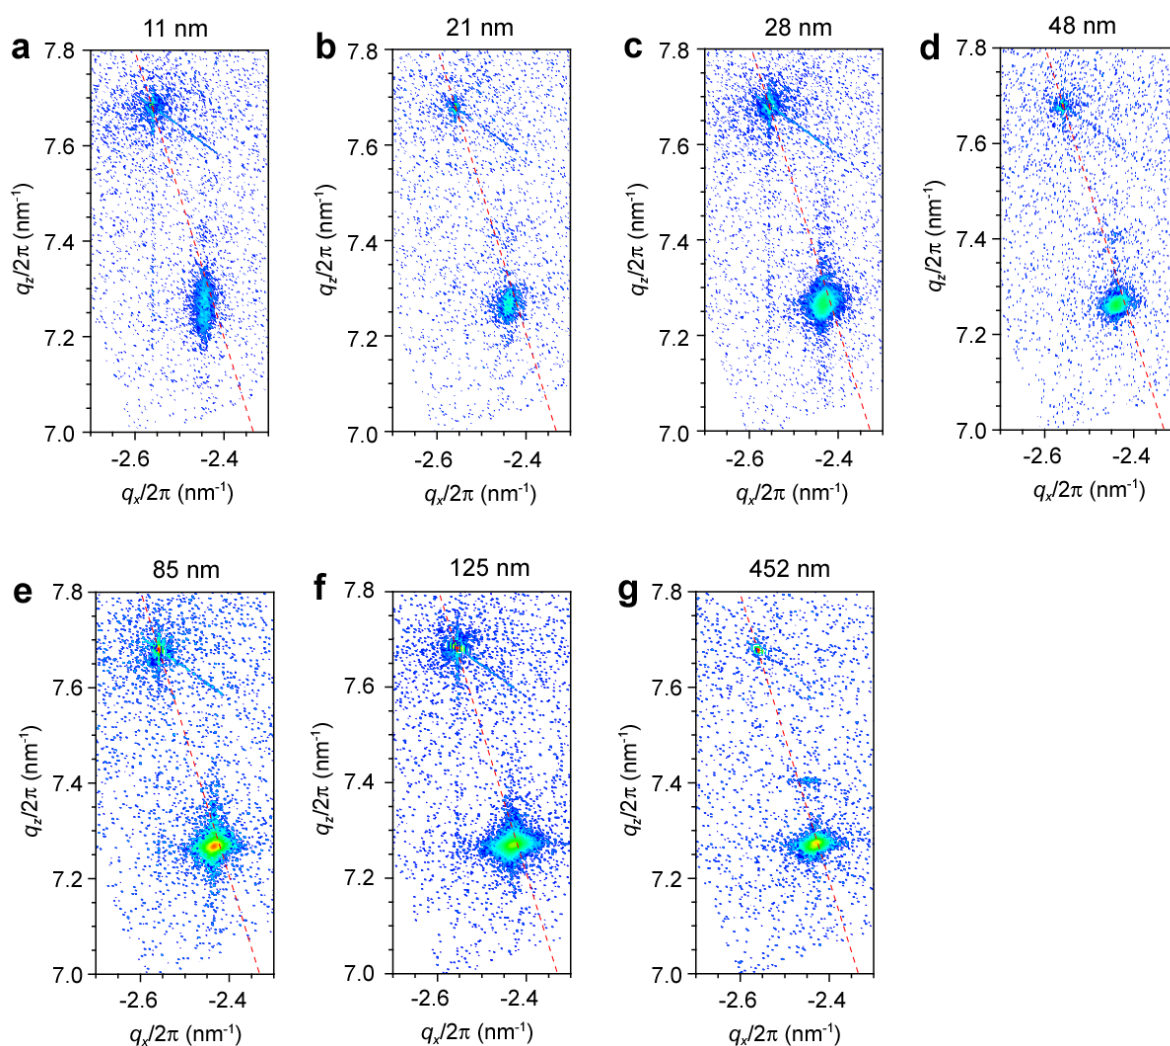 a 11 nm b 21 nm c 28 nm d 48 nm
7.8 7.8 7.8 7.8
7.6 7.6 7.6 7.6
7.4 7.4 7.4 7.4
7.2 7.2 7.2 7.2
7.0 7.0 7.0 7.0
qz/2π (nm⁻¹) qz/2π (nm⁻¹) qz/2π (nm⁻¹) qz/2π (nm⁻¹)
-2.6 -2.4 -2.6 -2.4 -2.6 -2.4 -2.6 -2.4
qx/2π (nm⁻¹) qx/2π (nm⁻¹) qx/2π (nm⁻¹) qx/2π (nm⁻¹)
e 85 nm f 125 nm g 452 nm
7.8 7.8 7.8
7.6 7.6 7.6
7.4 7.4 7.4
7.2 7.2 7.2
7.0 7.0 7.0
qz/2π (nm⁻¹) qz/2π (nm⁻¹) qz/2π (nm⁻¹)
-2.6 -2.4 -2.6 -2.4 -2.6 -2.4
qx/2π (nm⁻¹) qx/2π (nm⁻¹) qx/2π (nm⁻¹)